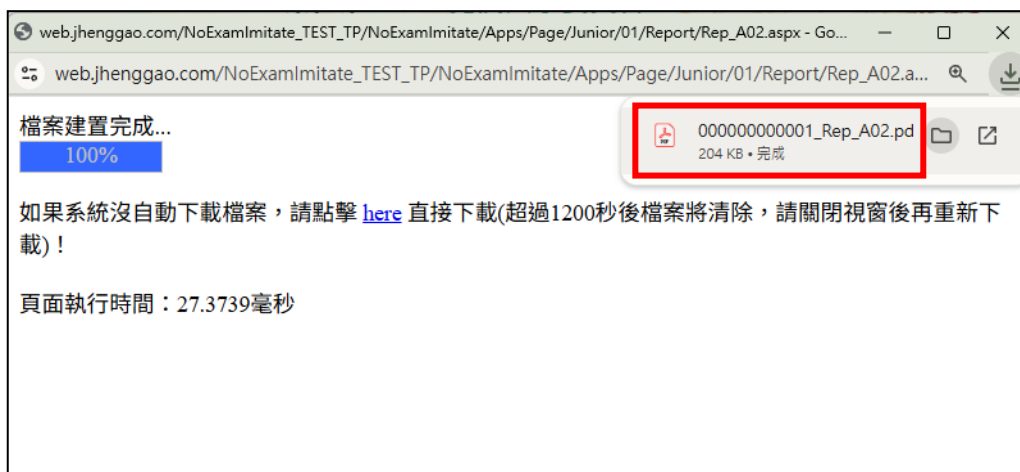 web.jhenggao.com/NoExamImitate_TEST_TP/NoExamImitate/Apps/Page/Junior/01/Report/Rep_A02.aspx - Go...
web.jhenggao.com/NoExamImitate_TEST_TP/NoExamImitate/Apps/Page/Junior/01/Report/Rep_A02.a...
檔案建置完成...
100%
000000000001_Rep_A02.pd
PDF
204 KB • 完成
如果系統沒自動下載檔案，請點擊 here 直接下載(超過1200秒後檔案將清除，請關閉視窗後再重新下
載)！
頁面執行時間：27.3739毫秒